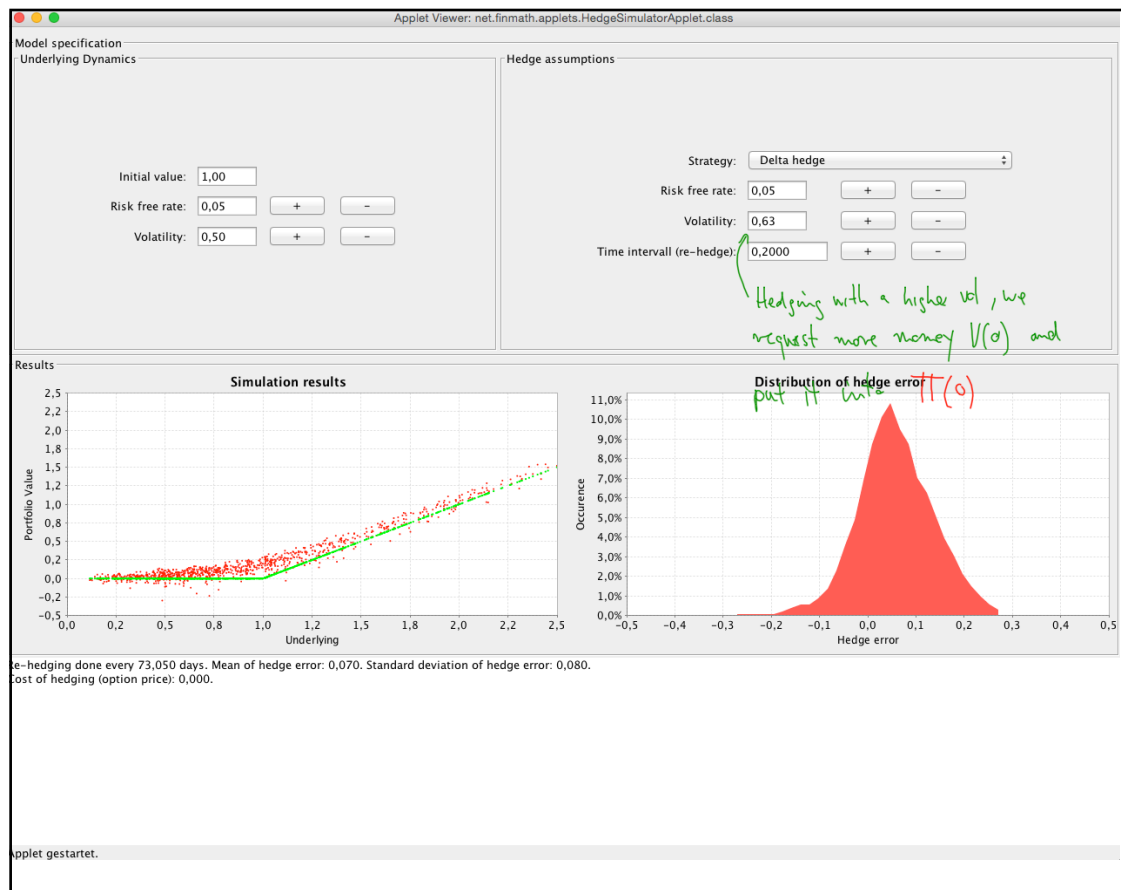 Applet Viewer: net.finmath.applets.HedgeSimulatorApplet.class
Model specification
Underlying Dynamics
Initial value: 1,00
Risk free rate: 0,05 + -
Volatility: 0,50 + -
Hedge assumptions
Strategy: Delta hedge
Risk free rate: 0,05 + -
Volatility: 0,63 + -
Time intervall (re-hedge): 0,2000 + -
Hedging with a higher vol, we
request more money V(0) and
put it into Π(0)
Results
Simulation results
Portfolio Value
2,5
2,2
2,0
1,8
1,5
1,2
1,0
0,8
0,5
0,2
0,0
-0,2
-0,5
0,0 0,2 0,5 0,8 1,0 1,2 1,5 1,8 2,0 2,2 2,5
Underlying
Distribution of hedge error
Occurence
11,0%
10,0%
9,0%
8,0%
7,0%
6,0%
5,0%
4,0%
3,0%
2,0%
1,0%
0,0%
-0,5 -0,4 -0,3 -0,2 -0,1 0,0 0,1 0,2 0,3 0,4 0,5
Hedge error
Re-hedging done every 73,050 days. Mean of hedge error: 0,070. Standard deviation of hedge error: 0,080.
Cost of hedging (option price): 0,000.
Applet gestartet.